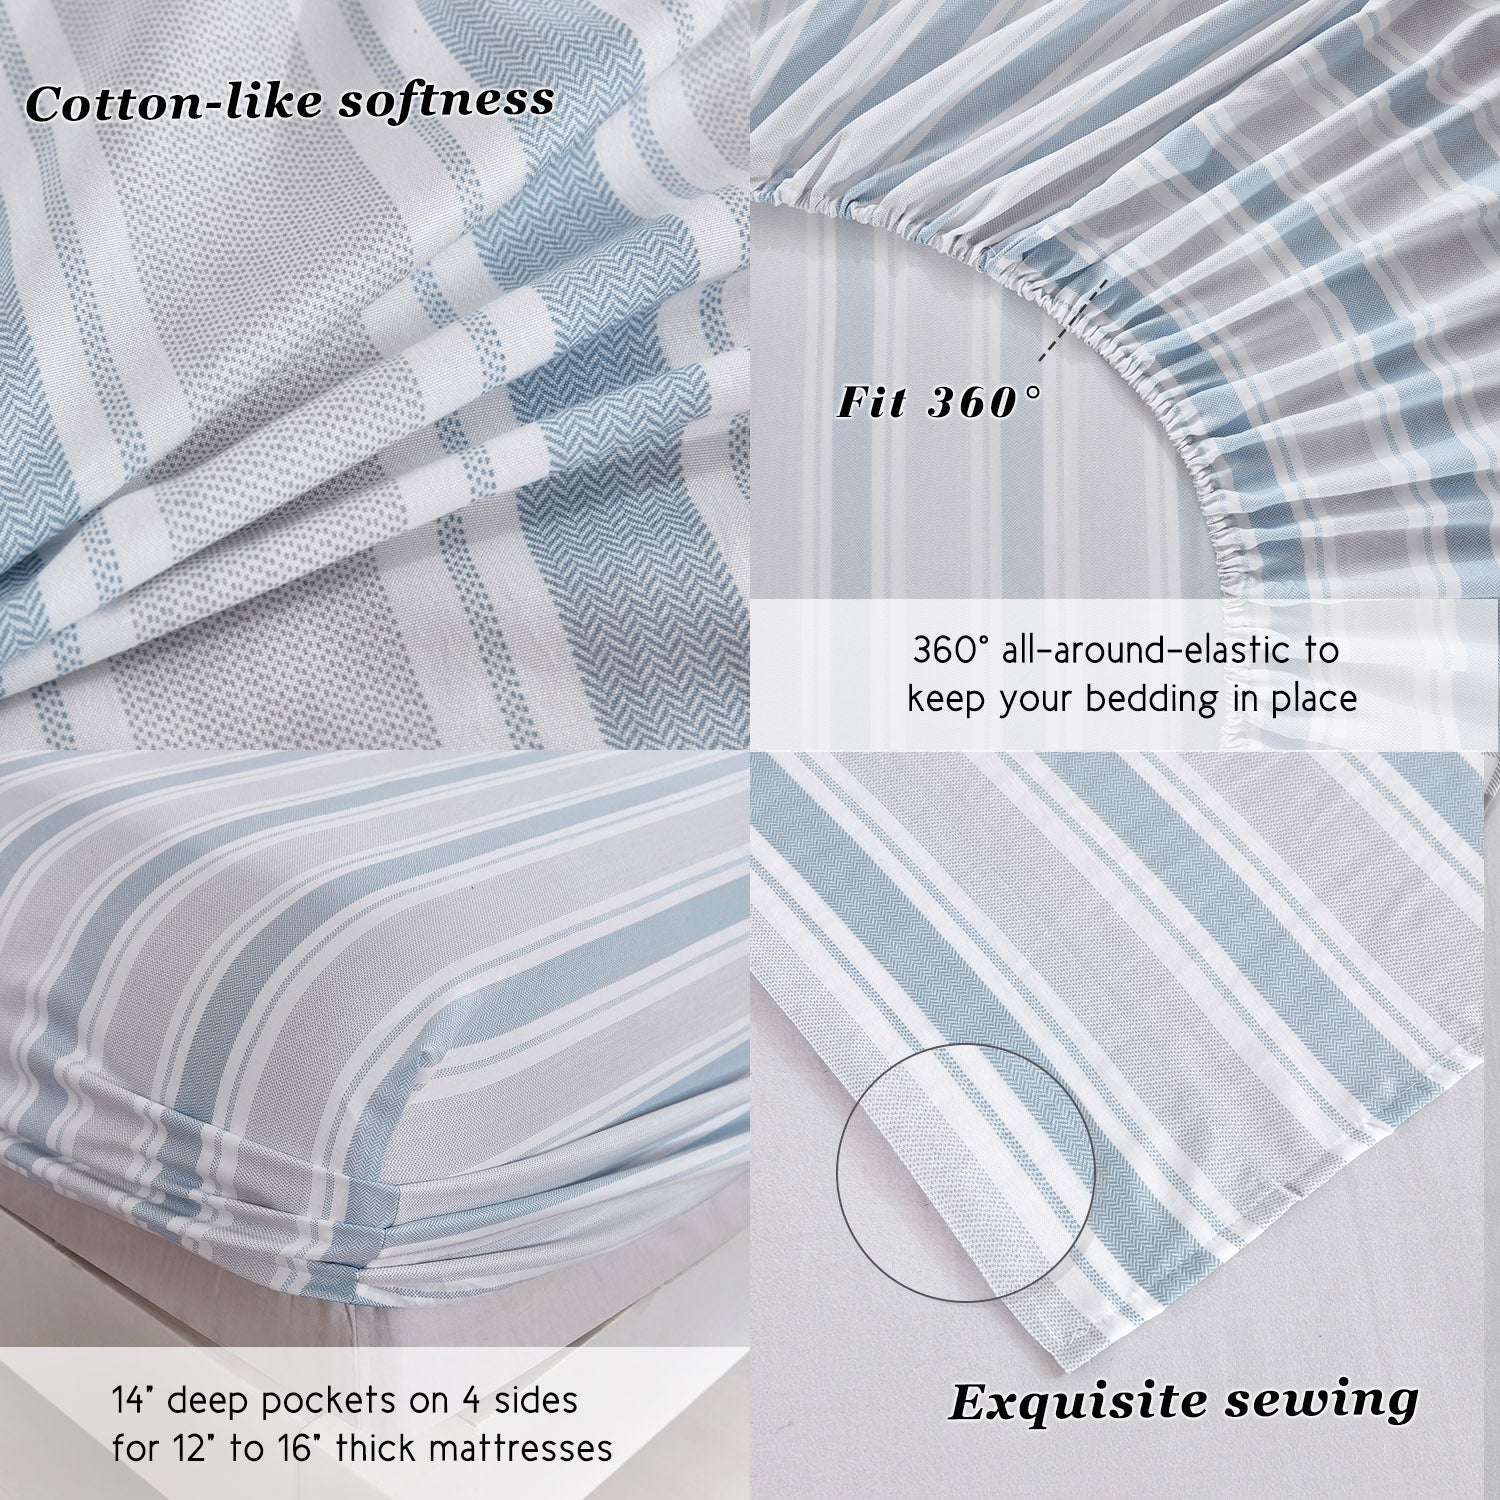 Cotton-like softness
Fit 360°
360° all-around-elastic to
keep your bedding in place
14" deep pockets on 4 sides
for 12" to 16" thick mattresses
Exquisite sewing